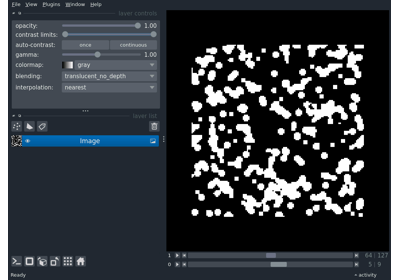 File View Plugins Window Help
layer controls
opacity: 1.00
contrast limits:
auto-contrast: once continuous
gamma: 1.00
colormap: gray
blending: translucent_no_depth
interpolation: nearest
layer list
Image
1 64 127
0 5 9
Ready activity